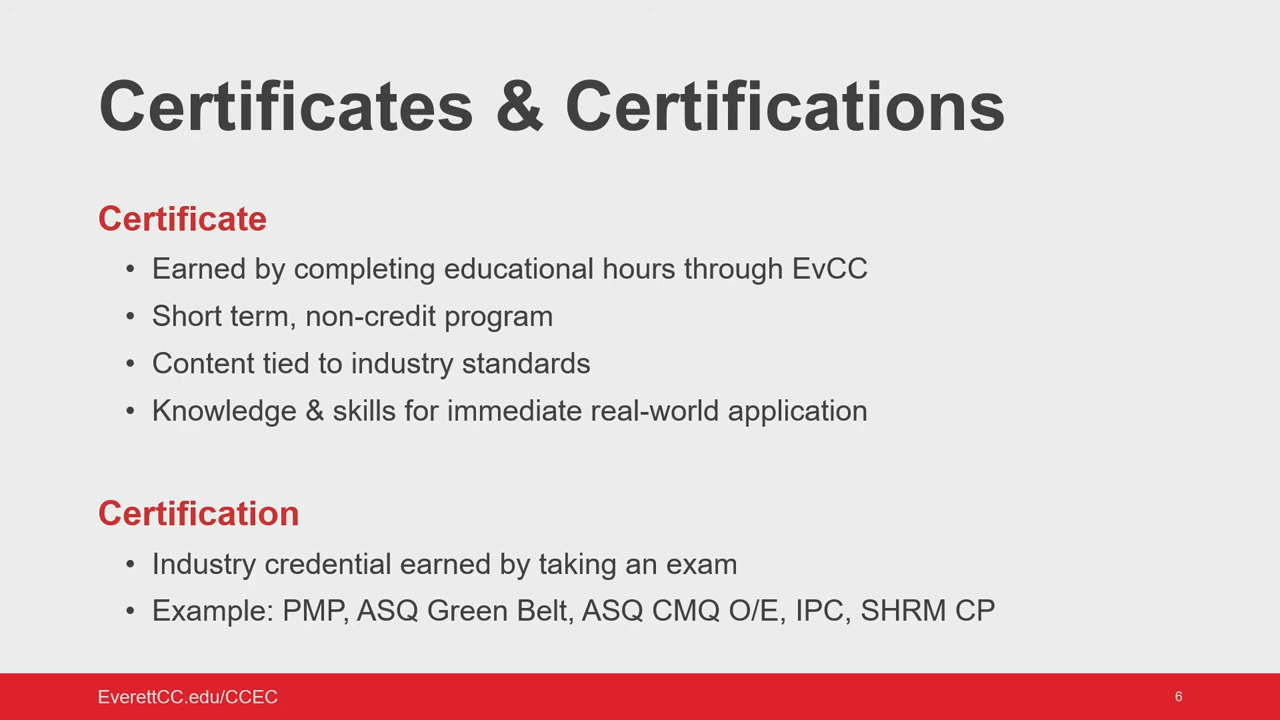 Certificates & Certifications
Certificate
• Earned by completing educational hours through EvCC
• Short term, non-credit program
• Content tied to industry standards
• Knowledge & skills for immediate real-world application
Certification
• Industry credential earned by taking an exam
• Example: PMP, ASQ Green Belt, ASQ CMQ O/E, IPC, SHRM CP
EverettCC.edu/CCEC
6